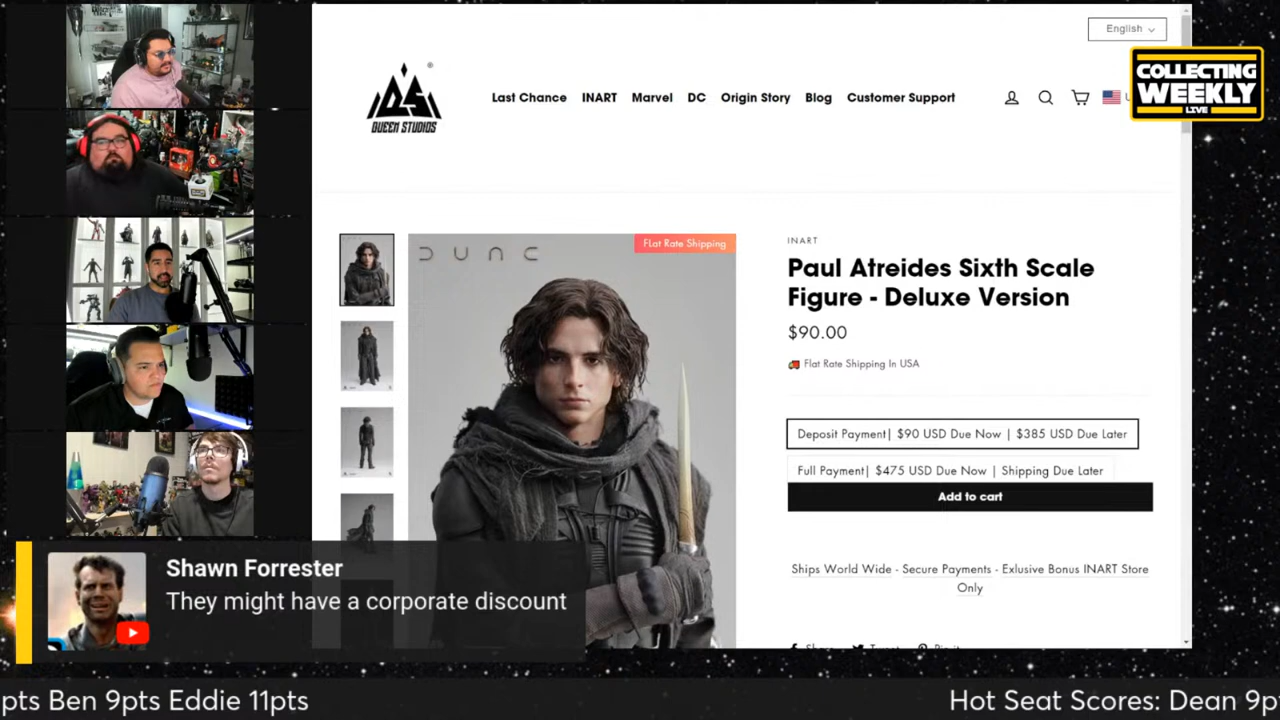 English
COLLECTING
WEEKLY
LIVE
QUEEN STUDIOS
Last Chance INART Marvel DC Origin Story Blog Customer Support
DUNC
Flat Rate Shipping
INART
Paul Atreides Sixth Scale
Figure - Deluxe Version
$90.00
Flat Rate Shipping In USA
Deposit Payment| $90 USD Due Now | $385 USD Due Later
Full Payment| $475 USD Due Now | Shipping Due Later
Add to cart
Ships World Wide - Secure Payments - Exlusive Bonus INART Store
Only
Shawn Forrester
They might have a corporate discount
pts Ben 9pts Eddie 11pts
Hot Seat Scores: Dean 9p